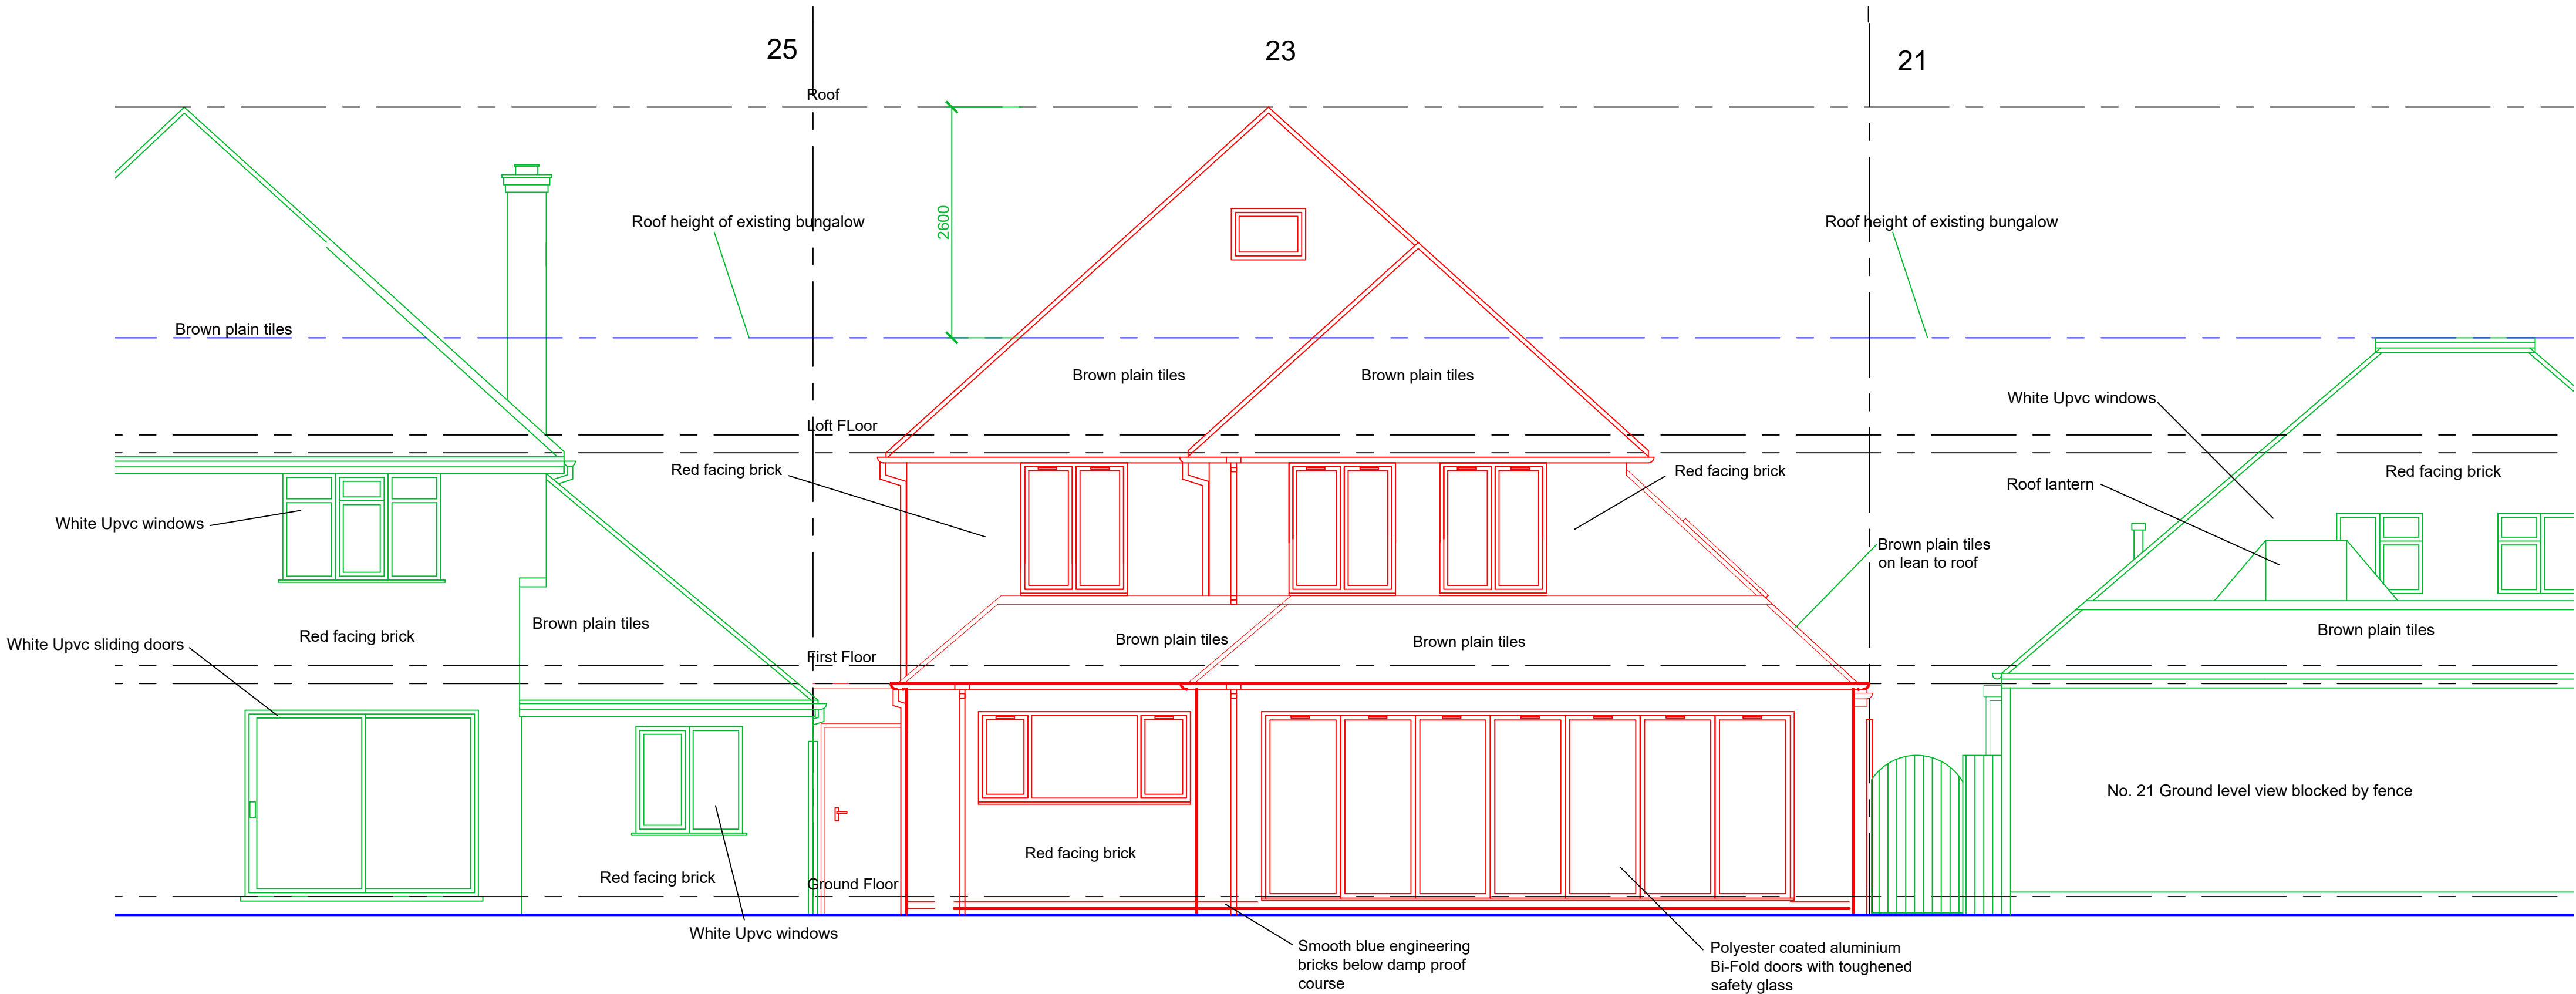 25
23
21
Roof
2600
Roof height of existing bungalow
Roof height of existing bungalow
Brown plain tiles
Brown plain tiles
Brown plain tiles
White Upvc windows
Loft FLoor
Red facing brick
Red facing brick
Red facing brick
Roof lantern
White Upvc windows
Brown plain tiles
on lean to roof
Brown plain tiles
Red facing brick
Brown plain tiles
Brown plain tiles
Brown plain tiles
White Upvc sliding doors
First Floor
No. 21 Ground level view blocked by fence
Red facing brick
Red facing brick
Ground Floor
White Upvc windows
Smooth blue engineering
bricks below damp proof
course
Polyester coated aluminium
Bi-Fold doors with toughened
safety glass